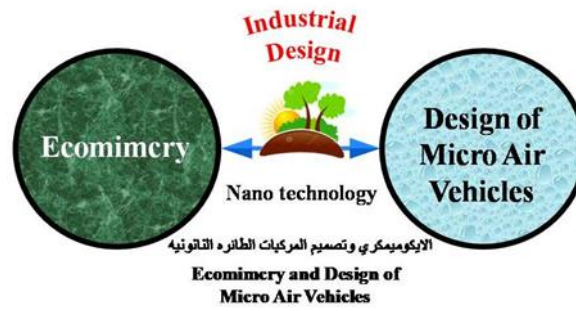 Industrial
Design
Ecomimcry
Design of
Micro Air
Vehicles
Nano technology
الايكوميمكري وتصميم المركبات الطائره النانونيه
Ecomimcry and Design of
Micro Air Vehicles